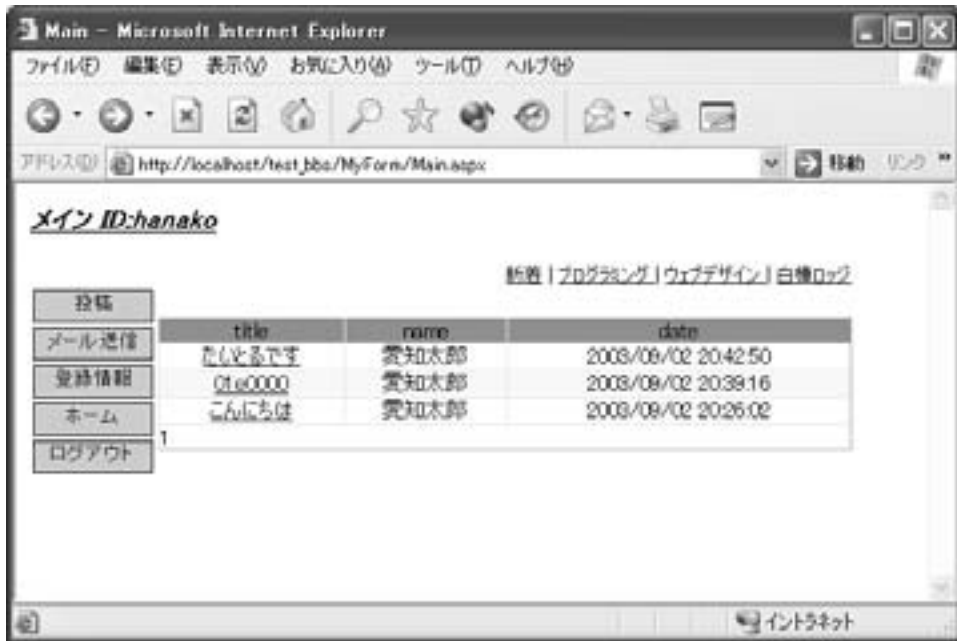 Main - Microsoft Internet Explorer
ファイル(F) 編集(E) 表示(V) お気に入り(A) ツール(T) ヘルプ(H)
アドレス(D) http://localhost/test_bbs/MyForm/Main.aspx 移動 リンク »
メイン ID:hanako
新着 | プログラミング | ウェブデザイン | 白樺ロッジ
投稿
メール送信
登録情報
ホーム
ログアウト
title name date
たいとるです 愛知太郎 2003/09/02 20:42:50
01e0000 愛知太郎 2003/09/02 20:39:16
こんにちは 愛知太郎 2003/09/02 20:26:02
1
イントラネット